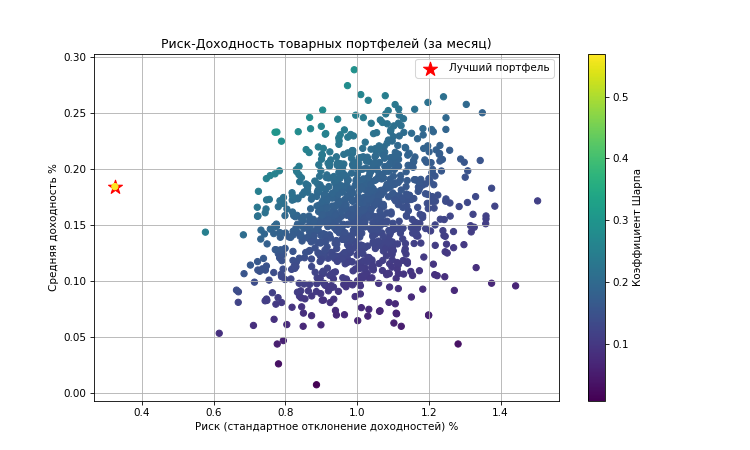 Риск-Доходность товарных портфелей (за месяц)
Лучший портфель
0.30
0.25
0.20
0.15
0.10
0.05
0.00
Средняя доходность %
0.4 0.6 0.8 1.0 1.2 1.4
Риск (стандартное отклонение доходностей) %
0.5
0.4
0.3
0.2
0.1
Коэффициент Шарпа